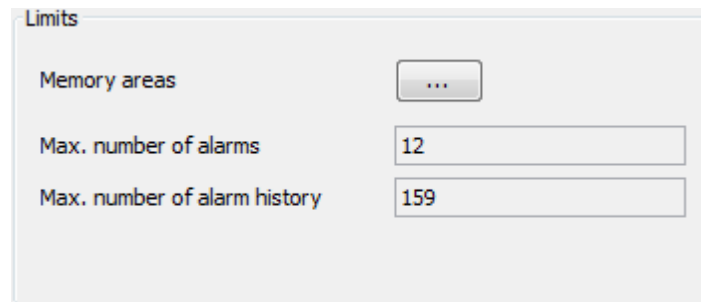 Limits
Memory areas ...
Max. number of alarms 12
Max. number of alarm history 159